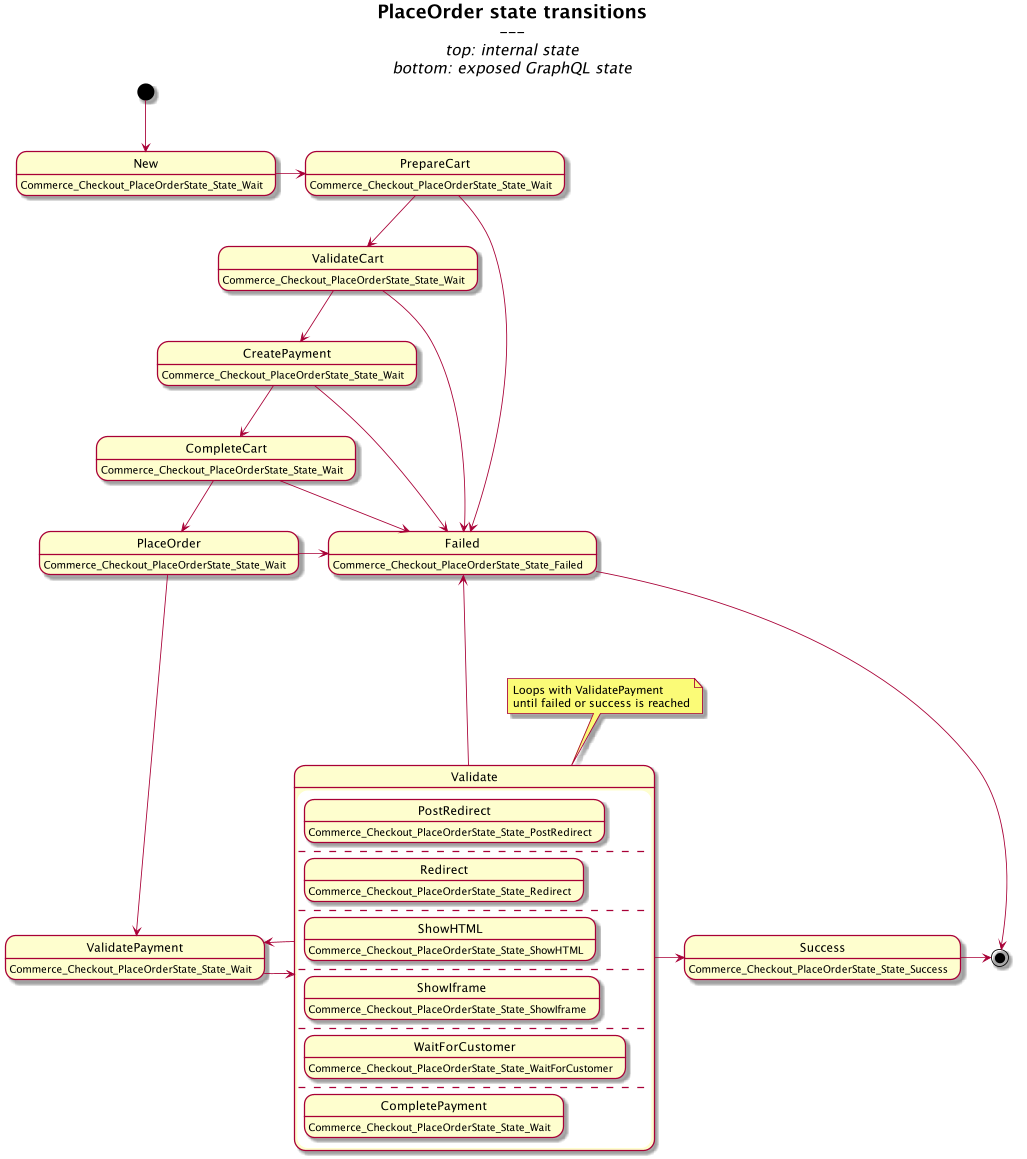 PlaceOrder state transitions
---
top: internal state
bottom: exposed GraphQL state
New
Commerce_Checkout_PlaceOrderState_State_Wait
PrepareCart
Commerce_Checkout_PlaceOrderState_State_Wait
ValidateCart
Commerce_Checkout_PlaceOrderState_State_Wait
CreatePayment
Commerce_Checkout_PlaceOrderState_State_Wait
CompleteCart
Commerce_Checkout_PlaceOrderState_State_Wait
PlaceOrder
Commerce_Checkout_PlaceOrderState_State_Wait
Failed
Commerce_Checkout_PlaceOrderState_State_Failed
Loops with ValidatePayment
until failed or success is reached
Validate
PostRedirect
Commerce_Checkout_PlaceOrderState_State_PostRedirect
Redirect
Commerce_Checkout_PlaceOrderState_State_Redirect
ShowHTML
Commerce_Checkout_PlaceOrderState_State_ShowHTML
ShowIframe
Commerce_Checkout_PlaceOrderState_State_ShowIframe
WaitForCustomer
Commerce_Checkout_PlaceOrderState_State_WaitForCustomer
CompletePayment
Commerce_Checkout_PlaceOrderState_State_Wait
ValidatePayment
Commerce_Checkout_PlaceOrderState_State_Wait
Success
Commerce_Checkout_PlaceOrderState_State_Success